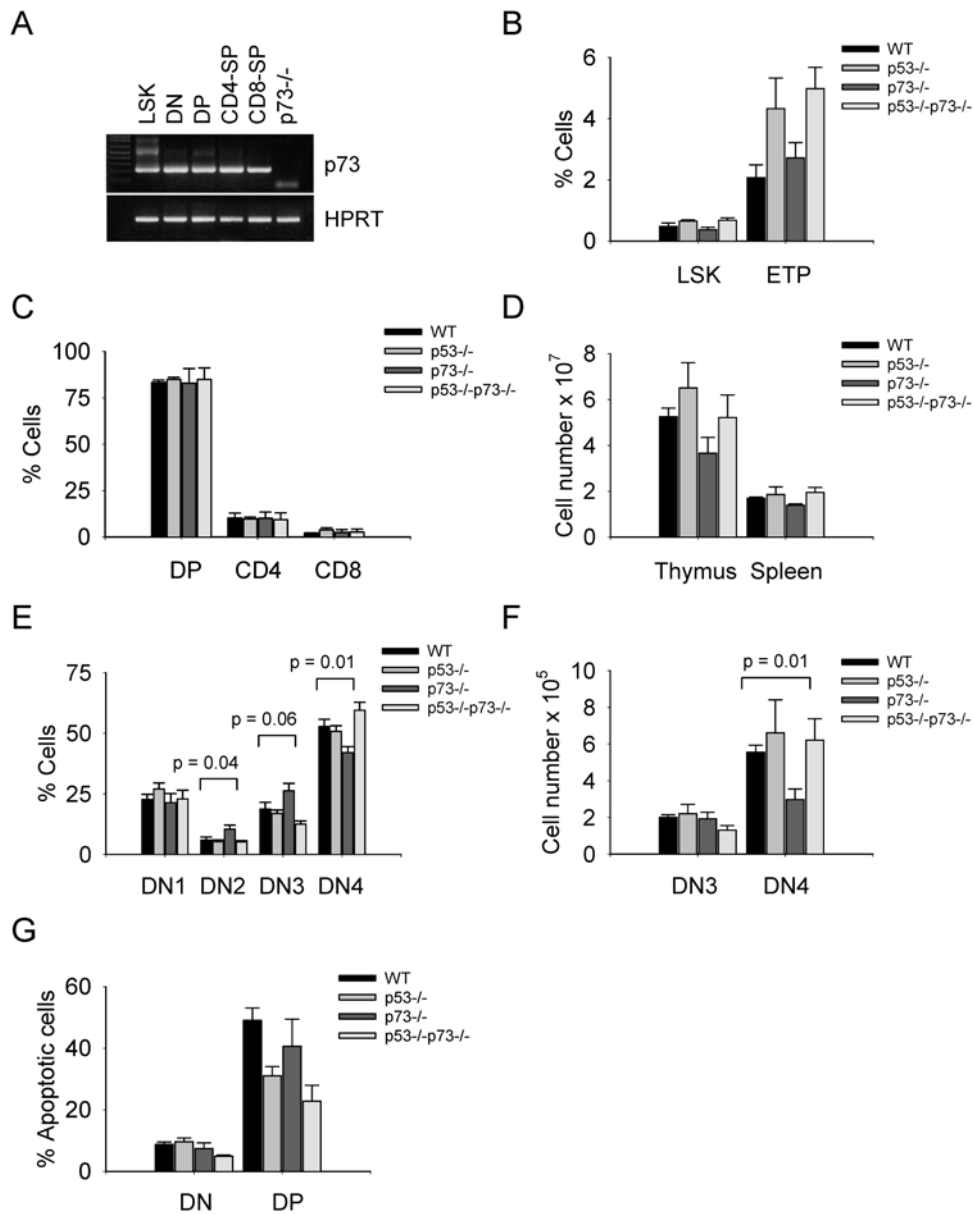 A
LSK
DN
DP
CD4-SP
CD8-SP
p73-/-
p73
HPRT
B
WT
p53-/-
p73-/-
p53-/-p73-/-
% Cells
6
4
2
0
LSK ETP
C
WT
p53-/-
p73-/-
p53-/-p73-/-
% Cells
100
75
50
25
0
DP CD4 CD8
D
WT
p53-/-
p73-/-
p53-/-p73-/-
Cell number x 10⁷
8
6
4
2
0
Thymus Spleen
E
WT
p53-/-
p73-/-
p53-/-p73-/-
p = 0.01
p = 0.06
p = 0.04
% Cells
75
50
25
0
DN1 DN2 DN3 DN4
F
WT
p53-/-
p73-/-
p53-/-p73-/-
p = 0.01
Cell number x 10⁵
10
8
6
4
2
0
DN3 DN4
G
WT
p53-/-
p73-/-
p53-/-p73-/-
% Apoptotic cells
60
40
20
0
DN DP